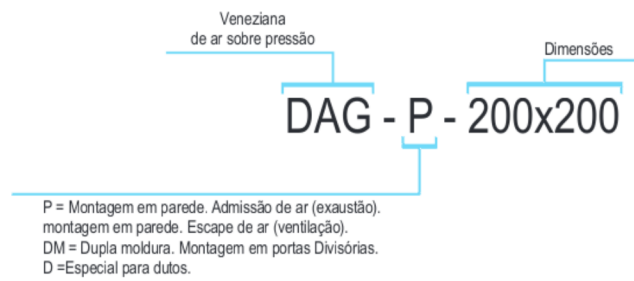 Veneziana
de ar sobre pressão
Dimensões
DAG - P - 200x200
P = Montagem em parede. Admissão de ar (exaustão).
montagem em parede. Escape de ar (ventilação).
DM = Dupla moldura. Montagem em portas Divisórias.
D =Especial para dutos.